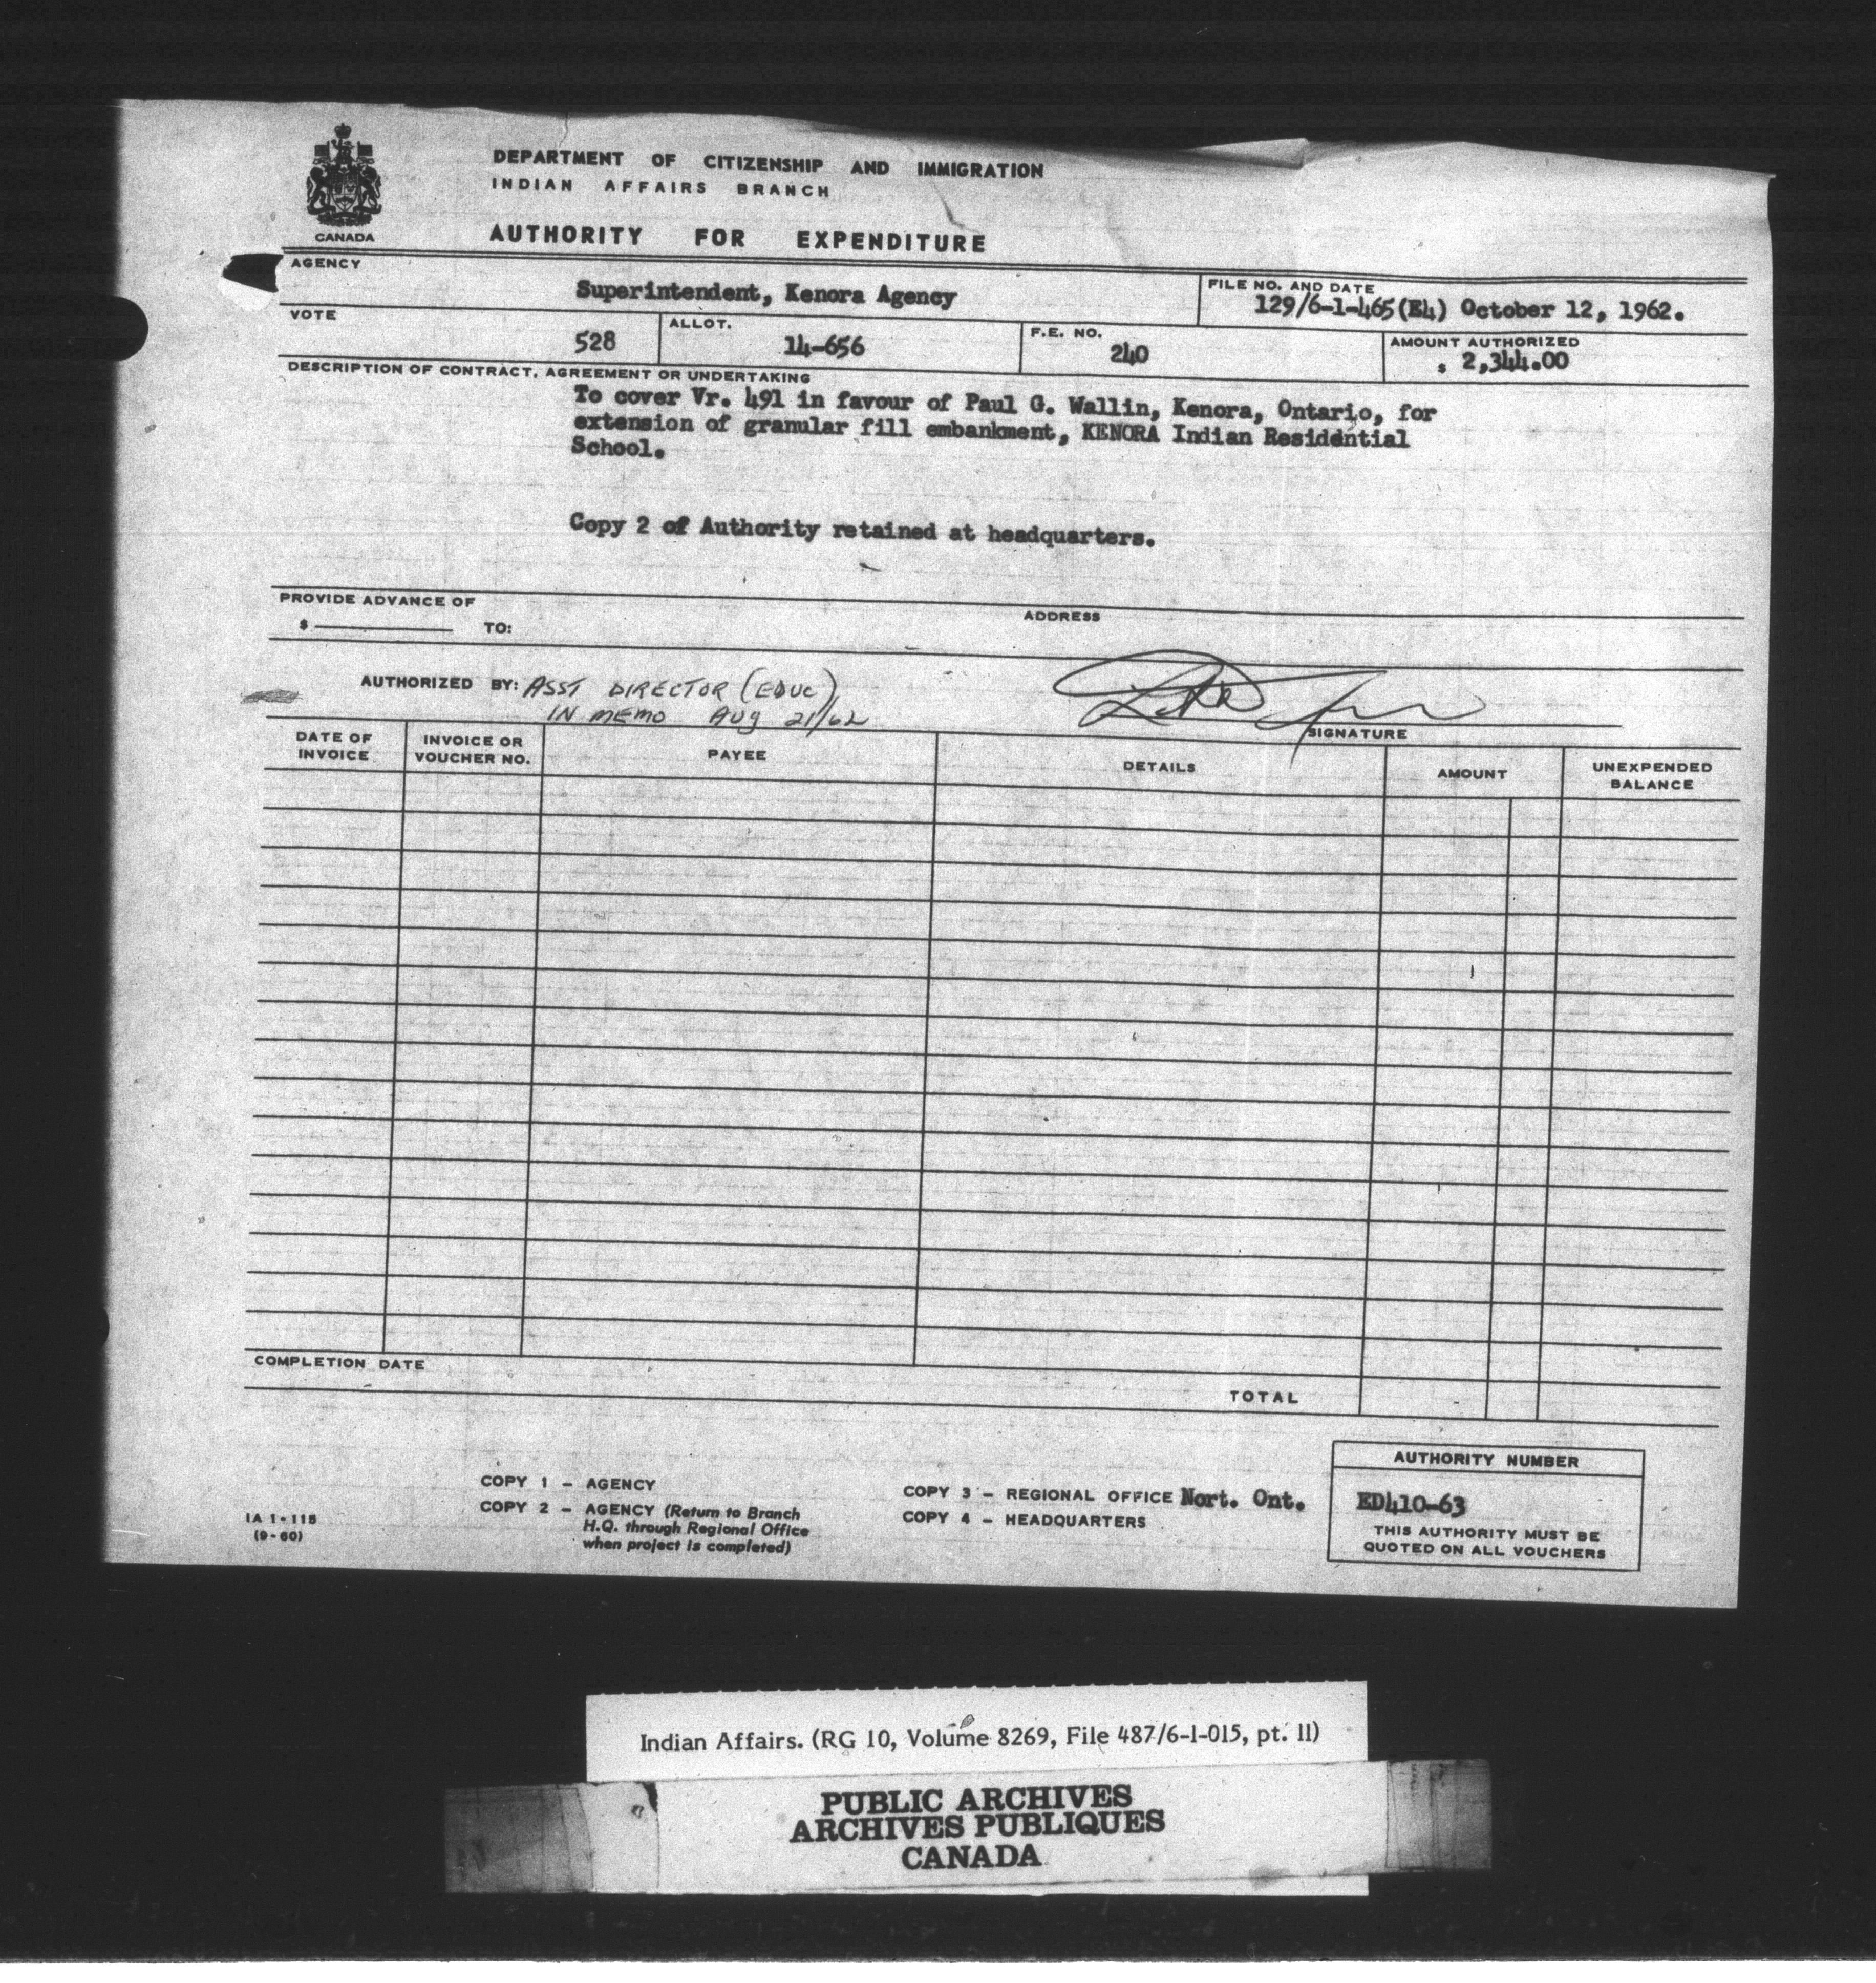 DEPARTMENT OF CITIZENSHIP AND IMMIGRATION
INDIAN AFFAIRS BRANCH
CANADA
AUTHORITY FOR EXPENDITURE
AGENCY
Superintendent, Kenora Agency
FILE NO. AND DATE
129/6-1-465(E4) October 12, 1962.
VOTE
528
ALLOT.
14-656
F.E. NO.
240
AMOUNT AUTHORIZED
$ 2,344.00
DESCRIPTION OF CONTRACT, AGREEMENT OR UNDERTAKING
To cover Vr. 491 in favour of Paul G. Wallin, Kenora, Ontario, for
extension of granular fill embankment, KENORA Indian Residential
School.
Copy 2 of Authority retained at headquarters.
PROVIDE ADVANCE OF
ADDRESS
$ TO:
AUTHORIZED BY: ASST DIRECTOR (EDUC)
IN MEMO AUG 21/62
SIGNATURE
DATE OF INVOICE
INVOICE OR VOUCHER NO.
PAYEE
DETAILS
AMOUNT
UNEXPENDED BALANCE
COMPLETION DATE
TOTAL
COPY 1 - AGENCY
COPY 2 - AGENCY (Return to Branch
H.Q. through Regional Office
when project is completed)
COPY 3 - REGIONAL OFFICE Nort. Ont.
COPY 4 - HEADQUARTERS
AUTHORITY NUMBER
ED410-63
THIS AUTHORITY MUST BE
QUOTED ON ALL VOUCHERS
IA 1-115
(9-60)
Indian Affairs. (RG 10, Volume 8269, File 487/6-1-015, pt. 11)
PUBLIC ARCHIVES
ARCHIVES PUBLIQUES
CANADA